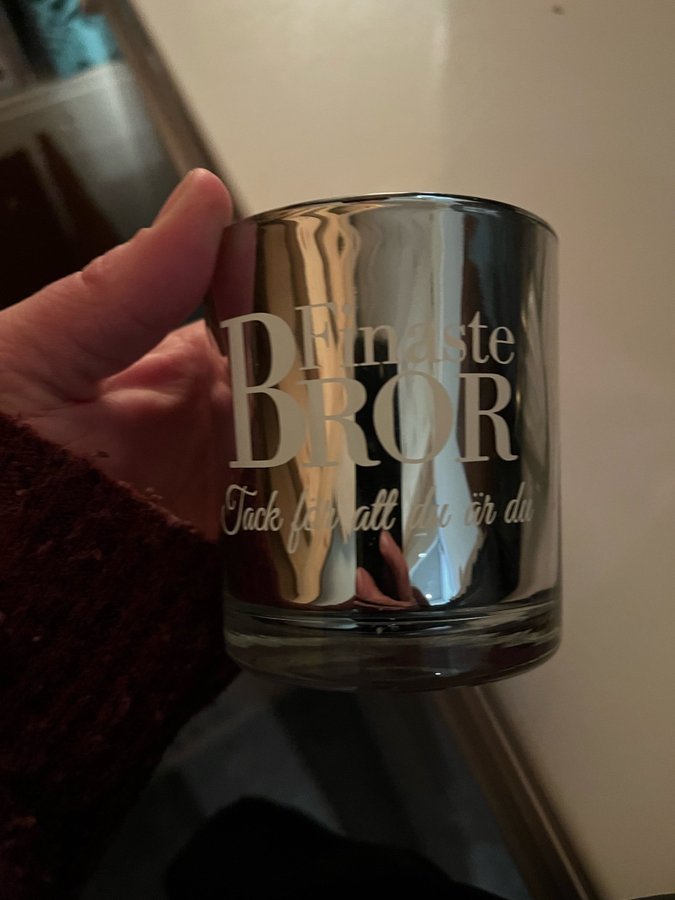 Finaste
BROR
Tack för att du är du